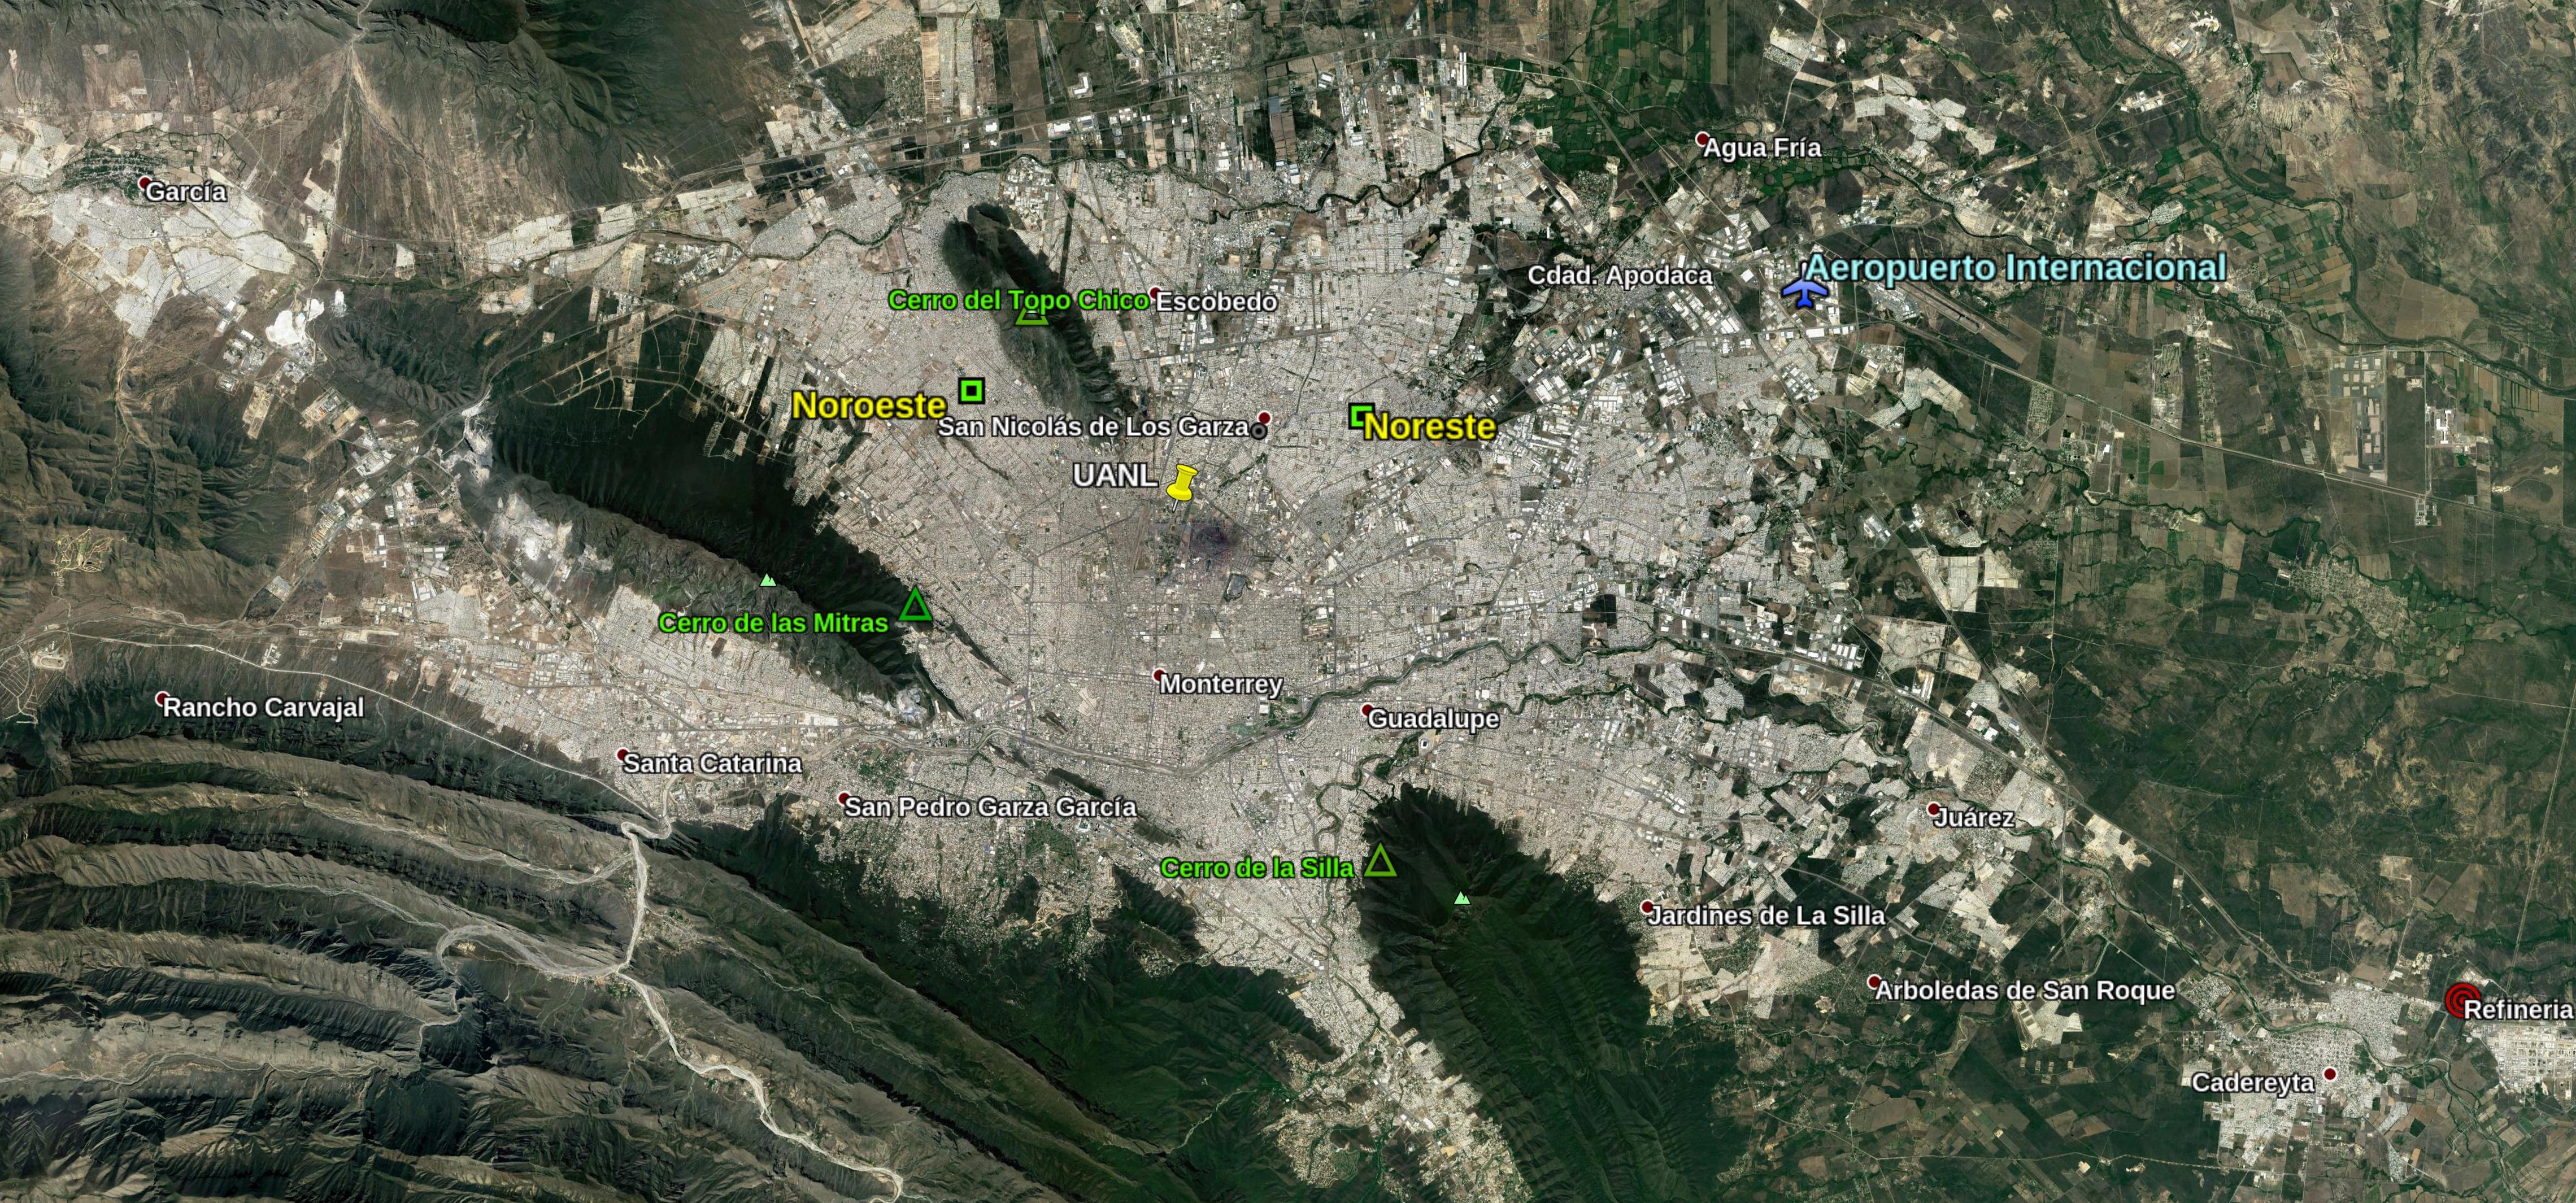 Agua Fría
García
Aeropuerto Internacional
Cdad. Apodaca
Cerro del Topo Chico
Escobedo
Noroeste
San Nicolás de Los Garza
Noreste
UANL
Cerro de las Mitras
Monterrey
Rancho Carvajal
Guadalupe
Santa Catarina
San Pedro Garza García
Juárez
Cerro de la Silla
Jardines de La Silla
Arboledas de San Roque
Refineria
Cadereyta